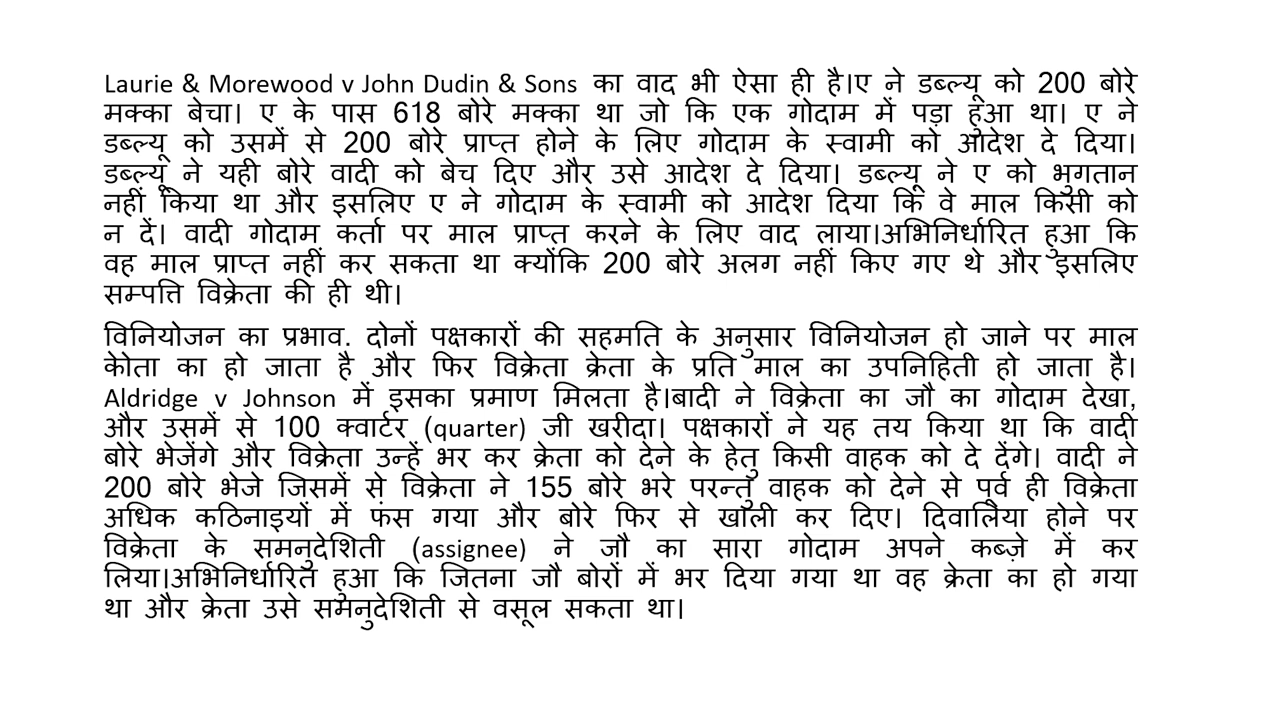 Laurie & Morewood v John Dudin & Sons का वाद भी ऐसा ही है।ए ने डब्ल्यू को 200 बोरे
मक्का बेचा। ए के पास 618 बोरे मक्का था जो कि एक गोदाम में पड़ा हुआ था। ए ने
डब्ल्यू को उसमें से 200 बोरे प्राप्त होने के लिए गोदाम के स्वामी को आदेश दे दिया।
डब्ल्यू ने यही बोरे वादी को बेच दिए और उसे आदेश दे दिया। डब्ल्यू ने ए को भुगतान
नहीं किया था और इसलिए ए ने गोदाम के स्वामी को आदेश दिया कि वे माल किसी को
न दें। वादी गोदाम कर्ता पर माल प्राप्त करने के लिए वाद लाया।अभिनिर्धारित हुआ कि
वह माल प्राप्त नहीं कर सकता था क्योंकि 200 बोरे अलग नहीं किए गए थे और इसलिए
सम्पत्ति विक्रेता की ही थी।
विनियोजन का प्रभाव. दोनों पक्षकारों की सहमति के अनुसार विनियोजन हो जाने पर माल
केोता का हो जाता है और फिर विक्रेता क्रेता के प्रति माल का उपनिहिती हो जाता है।
Aldridge v Johnson में इसका प्रमाण मिलता है।बादी ने विक्रेता का जौ का गोदाम देखा,
और उसमें से 100 क्वार्टर (quarter) जी खरीदा। पक्षकारों ने यह तय किया था कि वादी
बोरे भेजेंगे और विक्रेता उन्हें भर कर क्रेता को देने के हेतु किसी वाहक को दे देंगे। वादी ने
200 बोरे भेजे जिसमें से़ विक्रेता ने 155 बोरे भरे परन्तु वाहक को देने से पूर्व ही विक्रेता
अधिक कठिनाइयों में फंस गया और बोरे फिर से खाली कर दिए। दिवालिया होने पर
विक्रेता के समनुदेशिती (assignee) ने जौ का सारा गोदाम अपने कब्ज़े में कर
लिया।अभिनिर्धारित हुआ कि जितना जौ बोरों में भर दिया गया था वह क्रेता का हो गया
था और क्रेता उसे समनुदेशिती से वसूल सकता था।